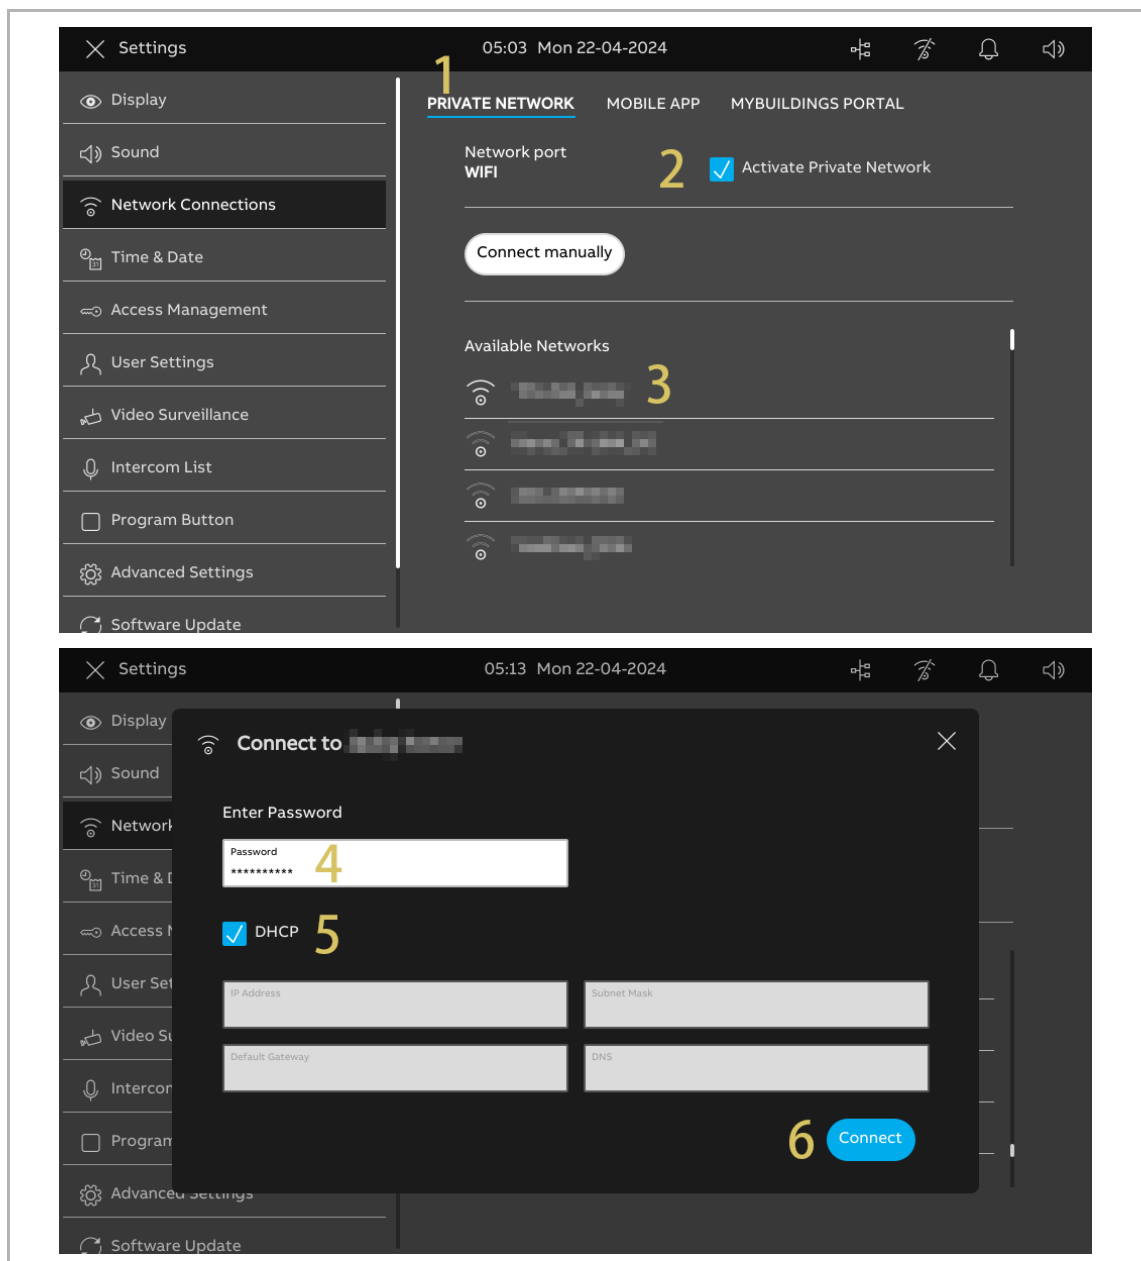 Settings
05:03 Mon 22-04-2024
1
Display
PRIVATE NETWORK MOBILE APP MYBUILDINGS PORTAL
Sound
Network port
WIFI
2
Activate Private Network
Network Connections
Connect manually
Time & Date
Access Management
Available Networks
User Settings
3
Video Surveillance
Intercom List
Program Button
Advanced Settings
Software Update
Settings
05:13 Mon 22-04-2024
Display
Connect to
Sound
Enter Password
Network
Password
********** 4
Time & D
DHCP 5
Access M
User Set
IP Address Subnet Mask
Video Su
Default Gateway DNS
Intercom
Program
6 Connect
Advanced Settings
Software Update